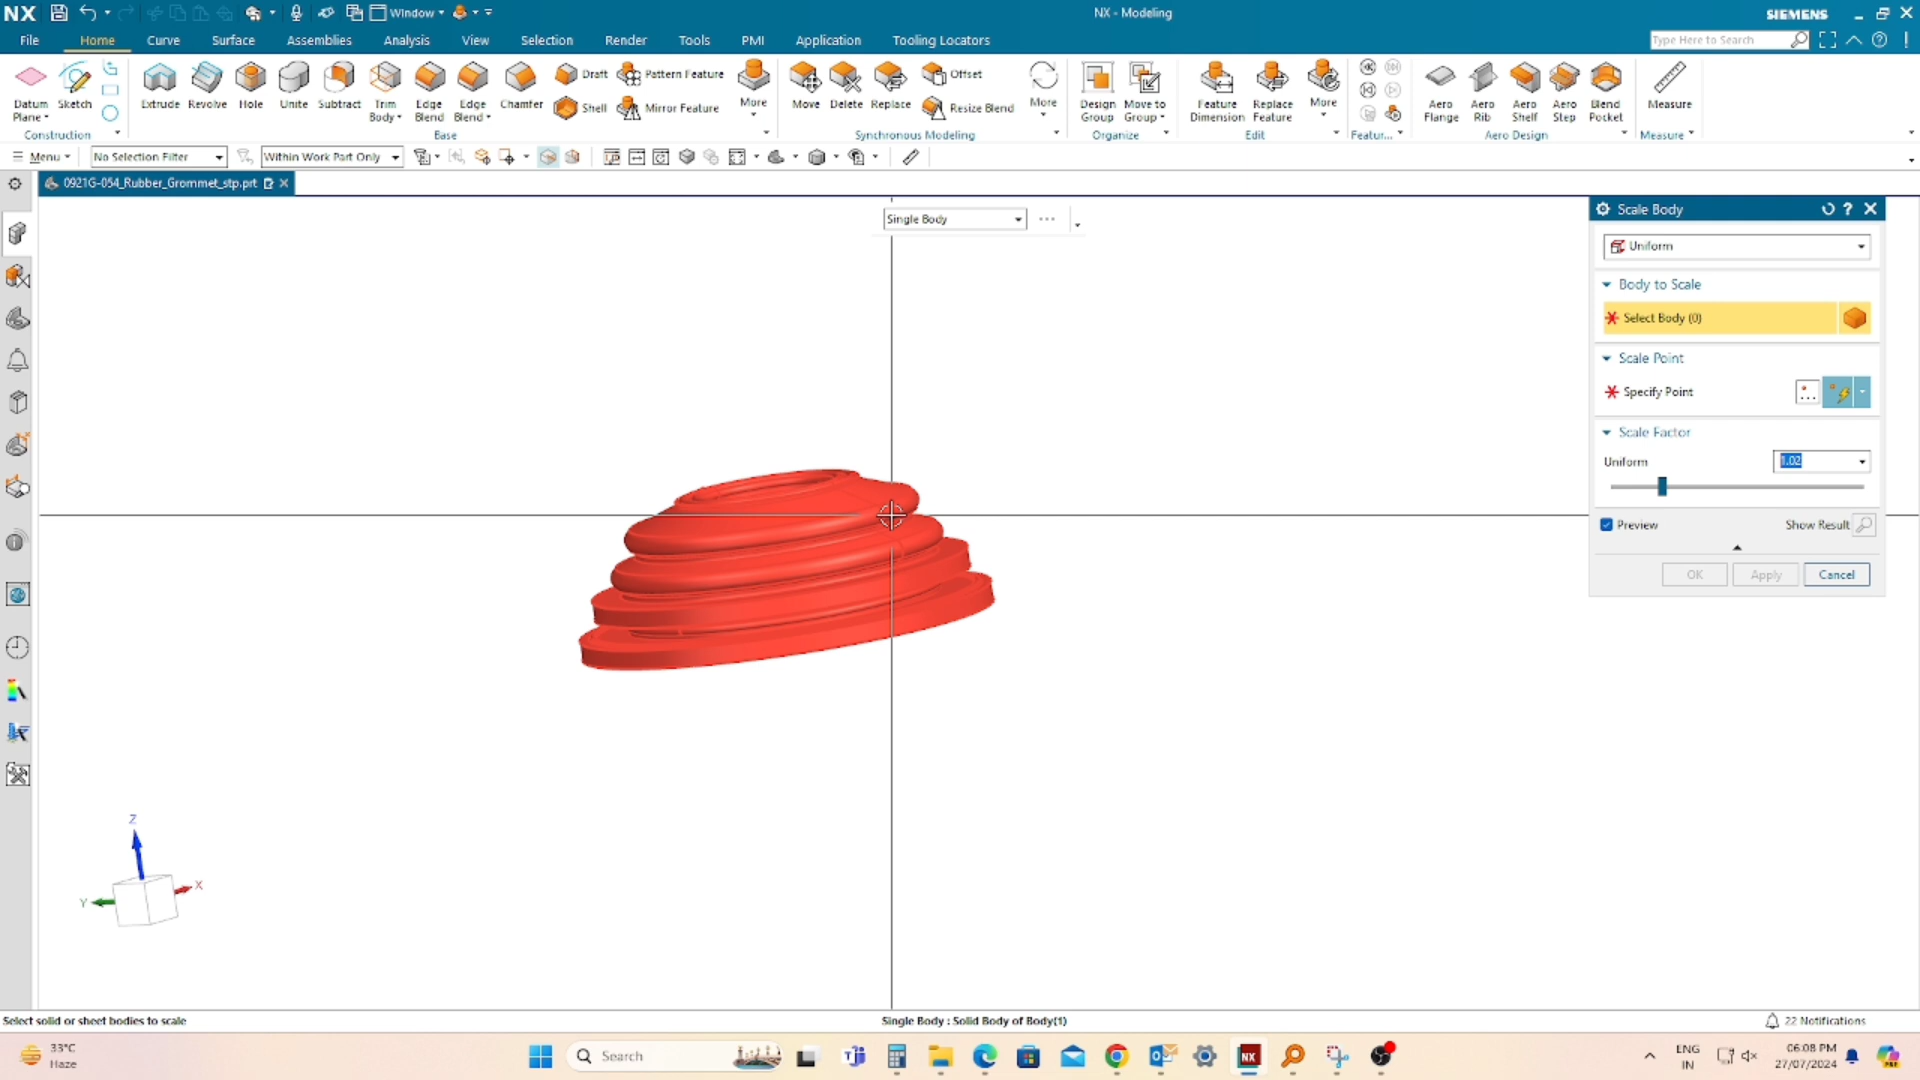 NX Window NX - Modeling SIEMENS
File Home Curve Surface Assemblies Analysis View Selection Render Tools PMI Application Tooling Locators Type Here to Search
Datum Plane Sketch Extrude Revolve Hole Unite Subtract Trim Body Edge Blend Edge Blend Chamfer Draft Shell Pattern Feature Mirror Feature More Move Delete Replace Offset Resize Blend More Design Group Move to Group Feature Dimension Replace Feature More Aero Flange Aero Rib Aero Shelf Aero Step Blend Pocket Measure
Construction Base Synchronous Modeling Organize Edit Featur... Aero Design Measure
Menu No Selection Filter Within Work Part Only
0921G-054_Rubber_Grommet_stp.prt
Single Body
Scale Body
Uniform
Body to Scale
Select Body (0)
Scale Point
Specify Point
Scale Factor
Uniform 1.02
Preview Show Result
OK Apply Cancel
Z
Y
X
Select solid or sheet bodies to scale Single Body : Solid Body of Body(1) 22 Notifications
33°C
Haze
Search
ENG
IN
06:08 PM
27/07/2024